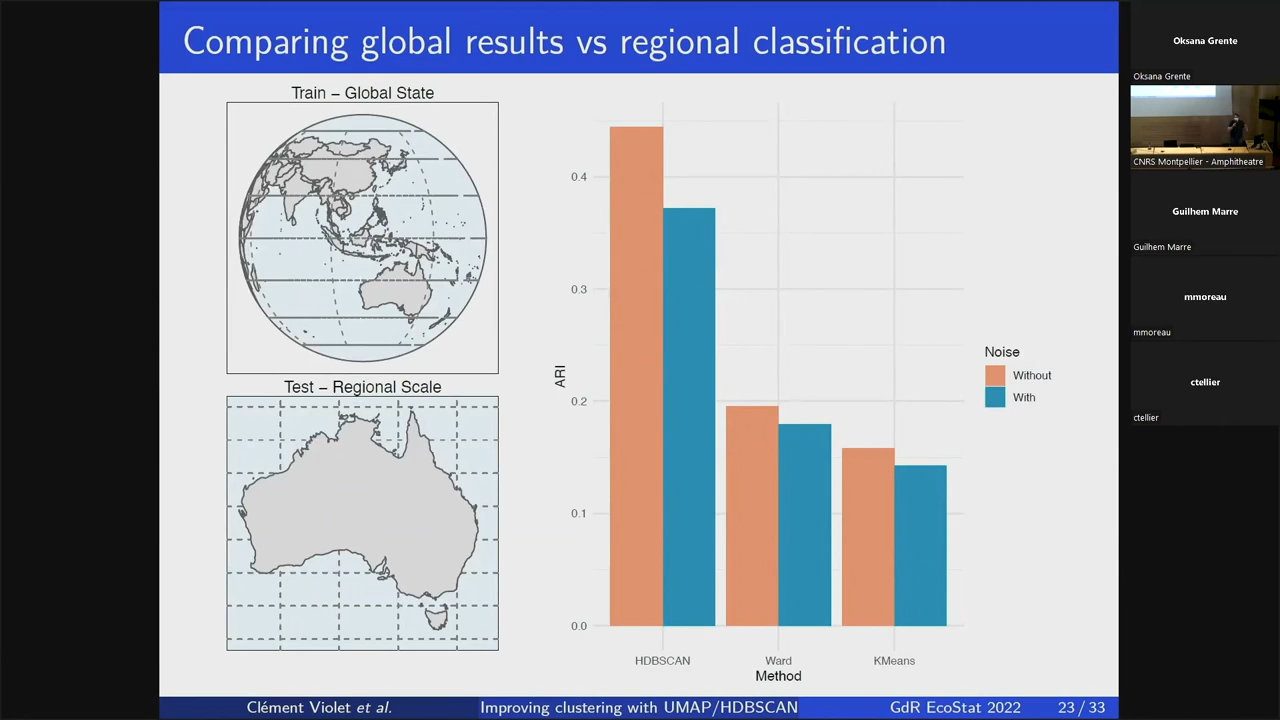 Comparing global results vs regional classification
Train – Global State
Test – Regional Scale
ARI
0.4
0.3
0.2
0.1
0.0
HDBSCAN
Ward
KMeans
Method
Noise
Without
With
Clément Violet et al.
Improving clustering with UMAP/HDBSCAN
GdR EcoStat 2022
23 / 33
Oksana Grente
Oksana Grente
CNRS Montpellier - Amphitheatre
Guilhem Marre
Guilhem Marre
mmoreau
mmoreau
ctellier
ctellier